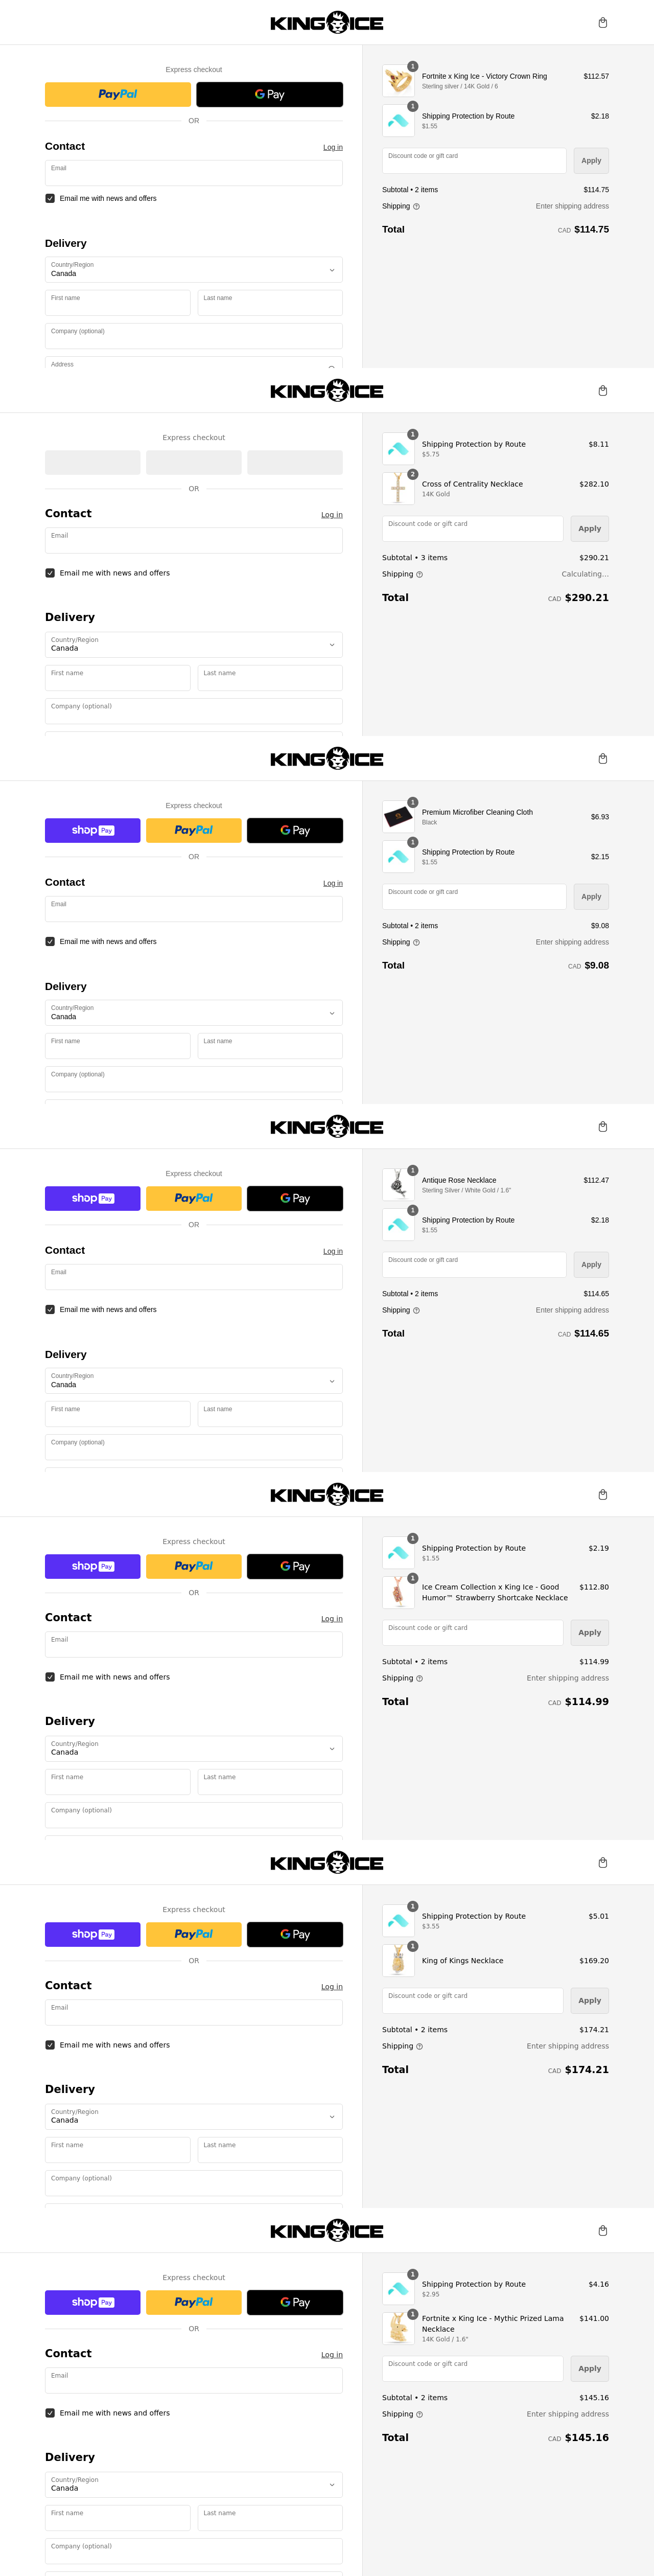 KING ICE
Express checkout
PayPal
G Pay
OR
Contact
Log in
Email
Email me with news and offers
Delivery
Country/Region
Canada
First name
Last name
Company (optional)
Address
1
Fortnite x King Ice - Victory Crown Ring
$112.57
Sterling silver / 14K Gold / 6
1
Shipping Protection by Route
$2.18
$1.55
Discount code or gift card
Apply
Subtotal • 2 items
$114.75
Shipping
Enter shipping address
Total
CAD $114.75
KING ICE
Express checkout
OR
Contact
Log in
Email
Email me with news and offers
Delivery
Country/Region
Canada
First name
Last name
Company (optional)
1
Shipping Protection by Route
$8.11
$5.75
2
Cross of Centrality Necklace
$282.10
14K Gold
Discount code or gift card
Apply
Subtotal • 3 items
$290.21
Shipping
Calculating...
Total
CAD $290.21
KING ICE
Express checkout
shop Pay
PayPal
G Pay
OR
Contact
Log in
Email
Email me with news and offers
Delivery
Country/Region
Canada
First name
Last name
Company (optional)
1
Premium Microfiber Cleaning Cloth
$6.93
Black
1
Shipping Protection by Route
$2.15
$1.55
Discount code or gift card
Apply
Subtotal • 2 items
$9.08
Shipping
Enter shipping address
Total
CAD $9.08
KING ICE
Express checkout
shop Pay
PayPal
G Pay
OR
Contact
Log in
Email
Email me with news and offers
Delivery
Country/Region
Canada
First name
Last name
Company (optional)
1
Antique Rose Necklace
$112.47
Sterling Silver / White Gold / 1.6"
1
Shipping Protection by Route
$2.18
$1.55
Discount code or gift card
Apply
Subtotal • 2 items
$114.65
Shipping
Enter shipping address
Total
CAD $114.65
KING ICE
Express checkout
shop Pay
PayPal
G Pay
OR
Contact
Log in
Email
Email me with news and offers
Delivery
Country/Region
Canada
First name
Last name
Company (optional)
1
Shipping Protection by Route
$2.19
$1.55
1
Ice Cream Collection x King Ice - Good
Humor™ Strawberry Shortcake Necklace
$112.80
Discount code or gift card
Apply
Subtotal • 2 items
$114.99
Shipping
Enter shipping address
Total
CAD $114.99
KING ICE
Express checkout
shop Pay
PayPal
G Pay
OR
Contact
Log in
Email
Email me with news and offers
Delivery
Country/Region
Canada
First name
Last name
Company (optional)
1
Shipping Protection by Route
$5.01
$3.55
1
King of Kings Necklace
$169.20
Discount code or gift card
Apply
Subtotal • 2 items
$174.21
Shipping
Enter shipping address
Total
CAD $174.21
KING ICE
Express checkout
shop Pay
PayPal
G Pay
OR
Contact
Log in
Email
Email me with news and offers
Delivery
Country/Region
Canada
First name
Last name
Company (optional)
1
Shipping Protection by Route
$4.16
$2.95
1
Fortnite x King Ice - Mythic Prized Lama
Necklace
$141.00
14K Gold / 1.6"
Discount code or gift card
Apply
Subtotal • 2 items
$145.16
Shipping
Enter shipping address
Total
CAD $145.16